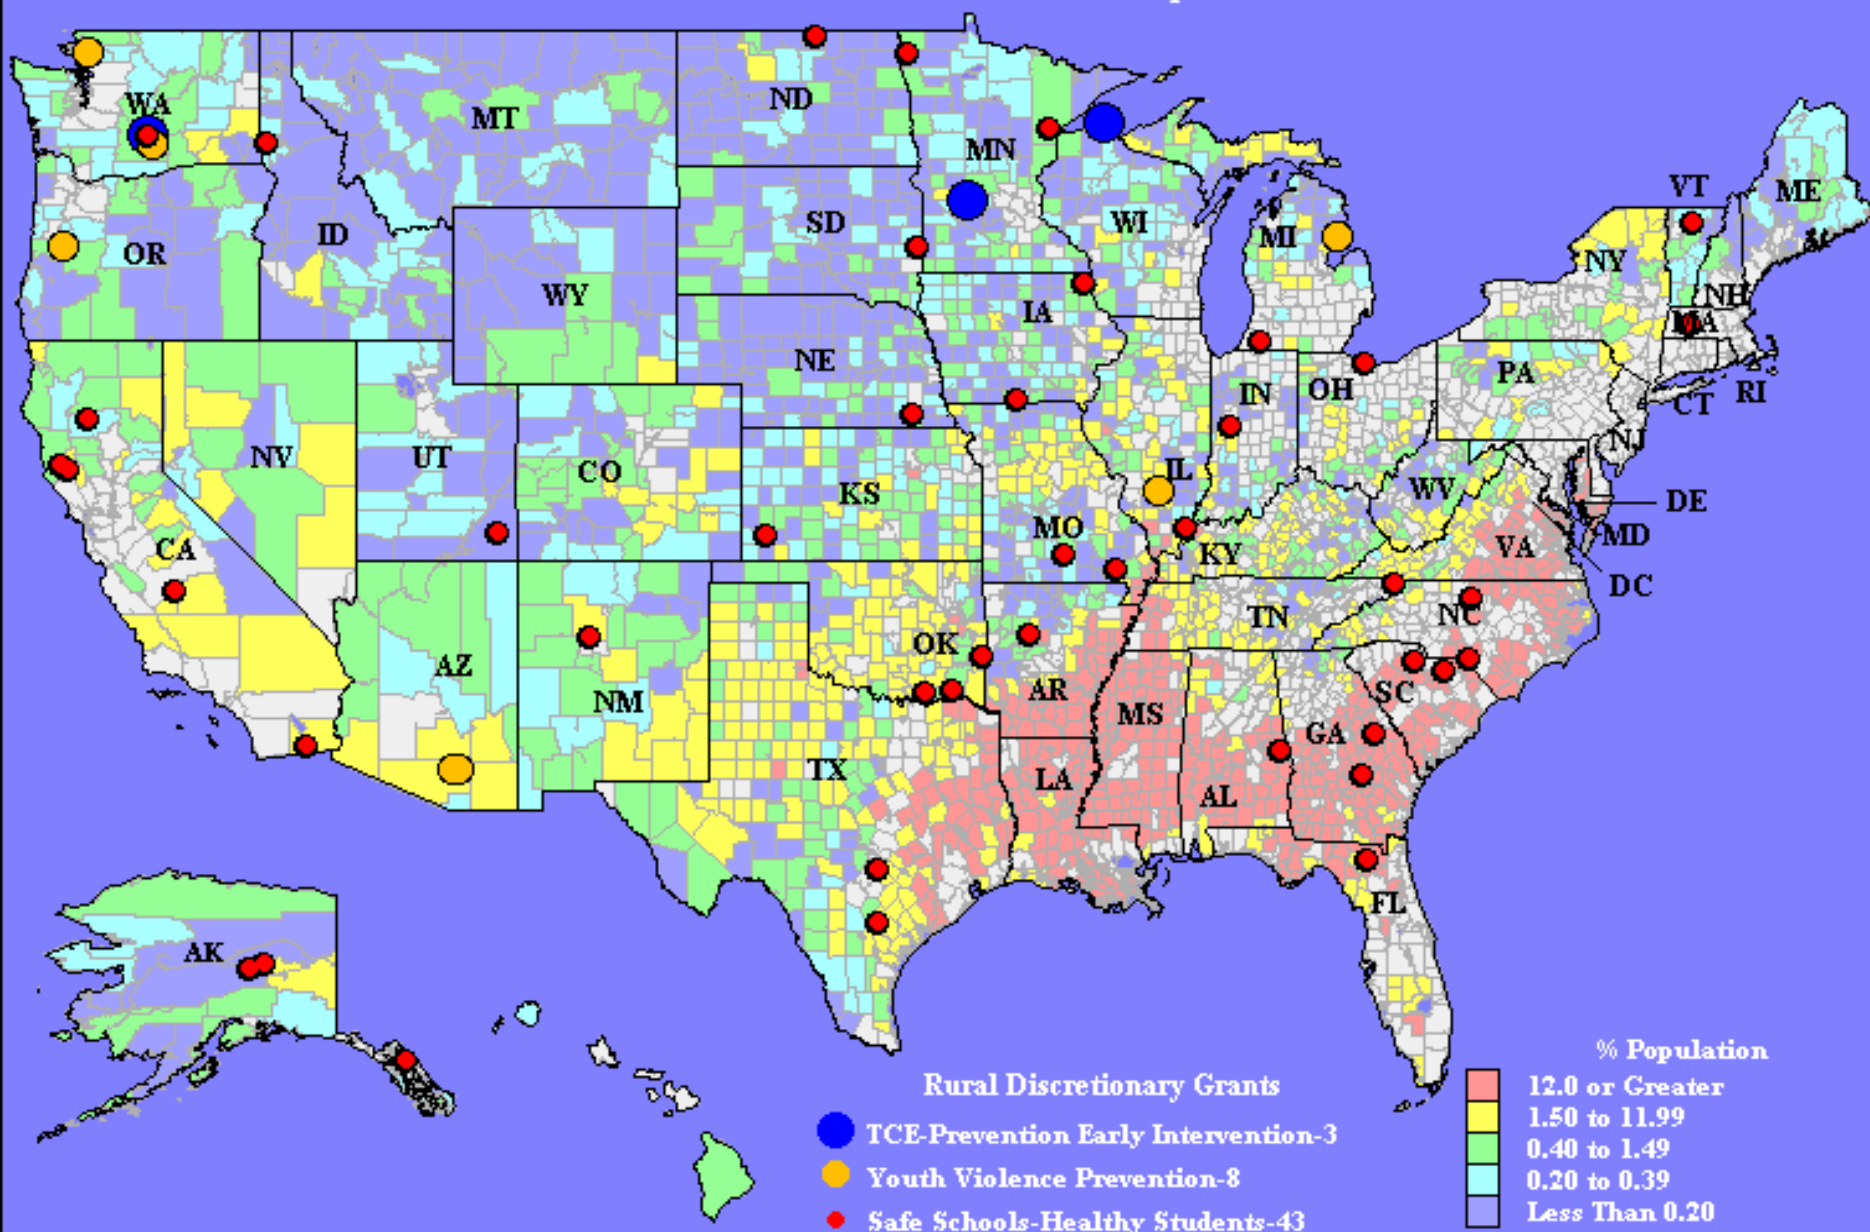 WA
MT
ND
MN
VT
ME
OR
ID
SD
WI
MI
NY
WY
IA
NH
MA
NE
PA
IN
OH
CT
RI
NV
UT
CO
KS
IL
WV
NJ
DE
CA
MO
KY
VA
MD
DC
AZ
OK
TN
NC
NM
AR
MS
SC
GA
TX
LA
AL
FL
AK
% Population
Rural Discretionary Grants
12.0 or Greater
1.50 to 11.99
TCE-Prevention Early Intervention-3
0.40 to 1.49
Youth Violence Prevention-8
0.20 to 0.39
Safe Schools-Healthy Students-43
Less Than 0.20